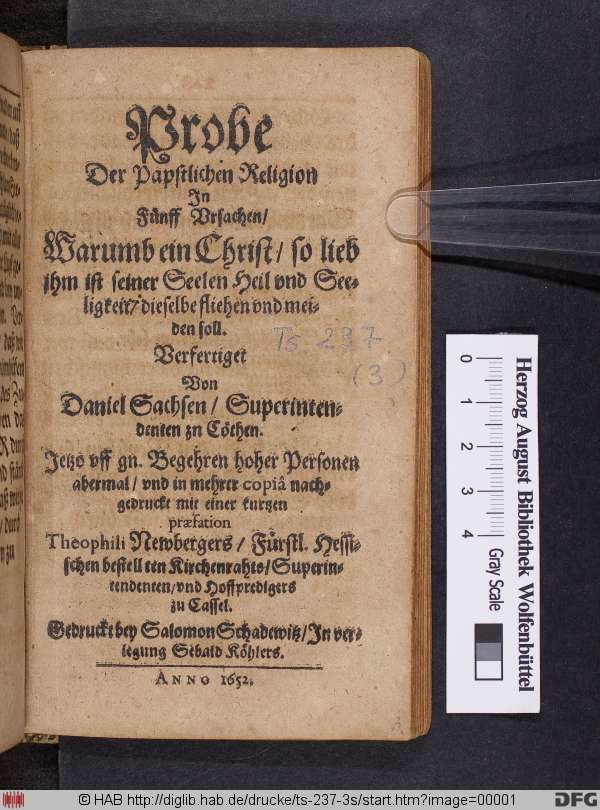 Probe
Der Päpstlichen Religion
In
Fünff Vrsachen/
Warumb ein Christ/ so lieb
ihm ist seiner Seelen Heil vnd See-
ligkeit/ dieselbe fliehen vnd mei-
den soll.
Verfertiget
Von
Daniel Sachsen/ Superinten-
denten zu Cöthen.
Jetzo vff gn. Begehren hoher Personen
abermal/ vnd in mehrer copiâ nach-
gedruckt mit einer kurtzen
præfation
Theophili Newbergers/ Fürstl. Hessi-
schen bestellten Kirchenrahts/ Superin-
tendenten/ vnd Hoffpredigers
zu Cassel.
Gedruckt bey Salomon Schadewitz/ In ver-
legung Sebald Köhlers.
ANNO 1652.
Ts 237
(3)
0 1 2 3 4
Herzog August Bibliothek Wolfenbüttel
Gray Scale
© HAB http://diglib.hab.de/drucke/ts-237-3s/start.htm?image=00001
DFG